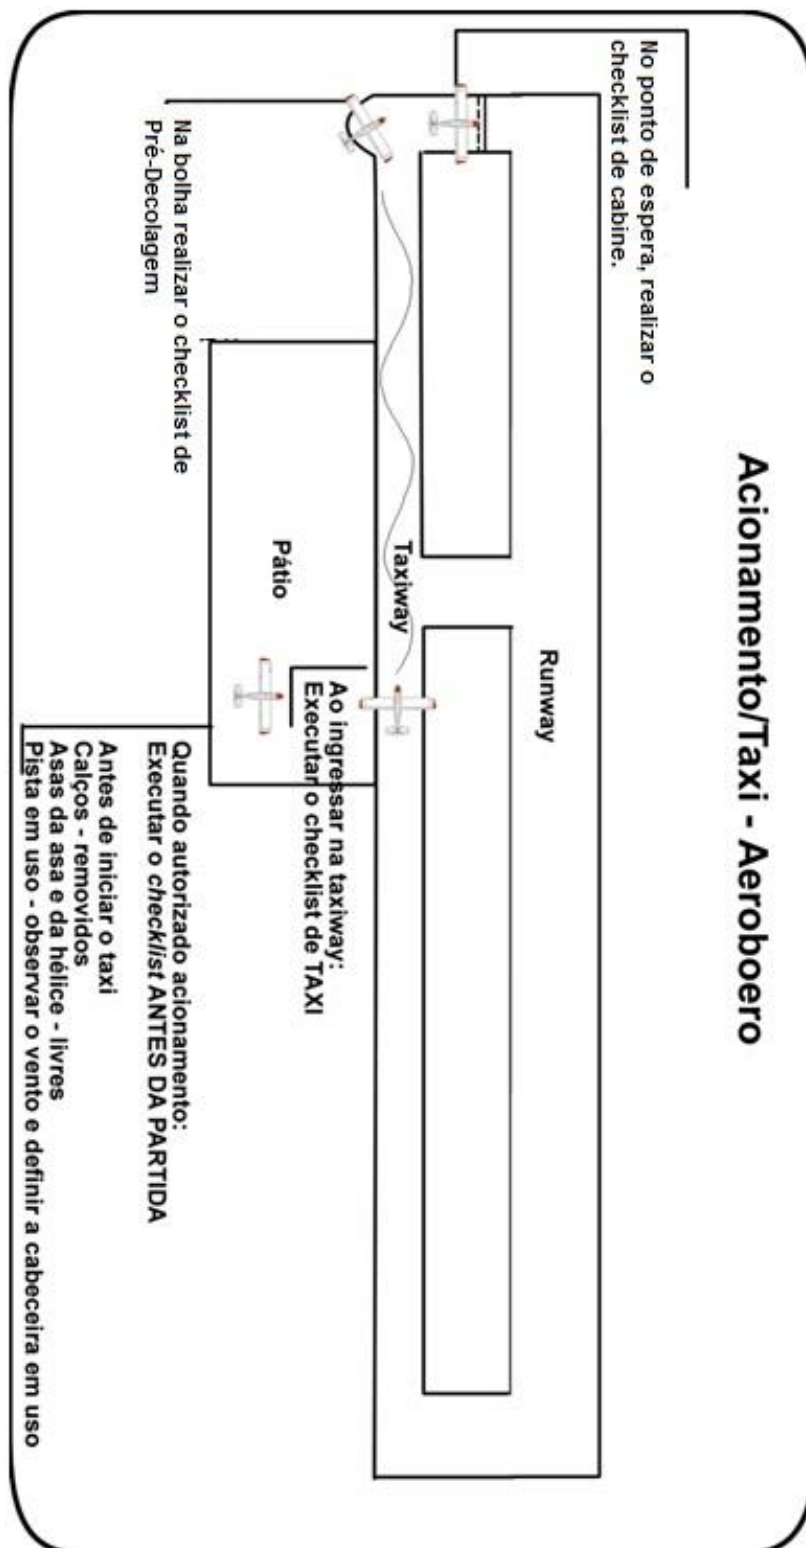 Acionamento/Taxi - Aeroboero
No ponto de espera, realizar o
checklist de cabine.
Runway
Taxiway
Pátio
Na bolha realizar o checklist de
Pré-Decolagem
Ao ingressar na taxiway:
Executar o checklist de TAXI
Quando autorizado acionamento:
Executar o checklist ANTES DA PARTIDA
Antes de iniciar o taxi
Calços - removidos
Asas da asa e da hélice - livres
Pista em uso - observar o vento e definir a cabeceira em uso